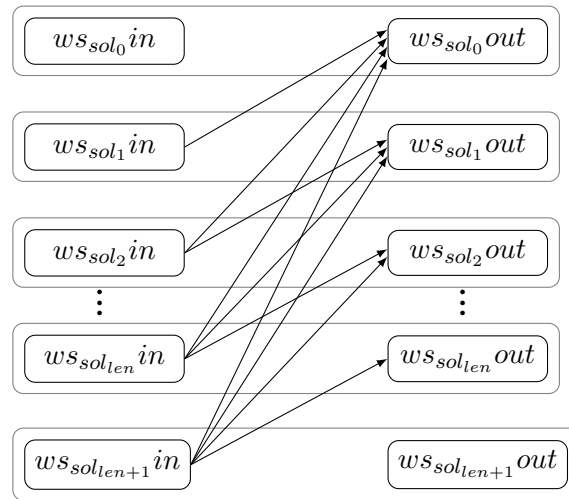 ws_{sol_0}in ws_{sol_0}out
ws_{sol_1}in ws_{sol_1}out
ws_{sol_2}in ws_{sol_2}out
⋮ ⋮
ws_{sol_{len}}in ws_{sol_{len}}out
ws_{sol_{len+1}}in ws_{sol_{len+1}}out